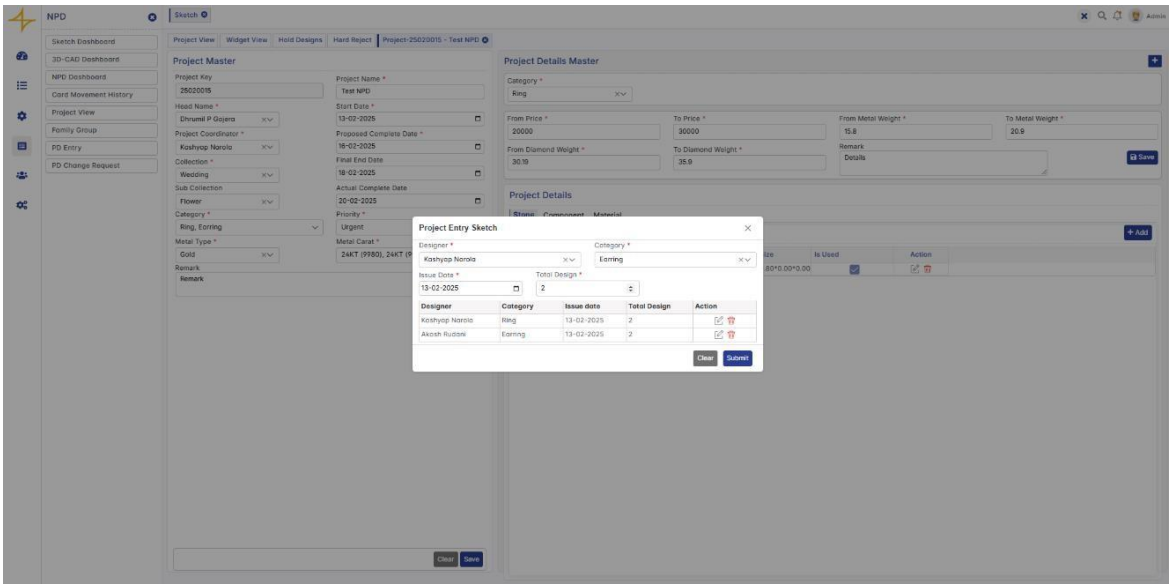 NPD
Sketch
Admin
Sketch Dashboard
3D-CAD Dashboard
NPD Dashboard
Card Movement History
Project View
Family Group
PD Entry
PD Change Request
Project View Widget View Hold Designs Hard Reject Project-25020015 - Test NPD
Project Master
Project Key
25020015
Project Name *
Test NPD
Head Name *
Dhrumil P Gajera
Start Date *
13-02-2025
Project Coordinator *
Kashyap Narola
Proposed Complete Date *
16-02-2025
Collection *
Wedding
Final End Date
18-02-2025
Sub Collection
Flower
Actual Complete Date
20-02-2025
Category *
Ring, Earring
Priority *
Urgent
Metal Type *
Gold
Metal Carat *
24KT (9980), 24KT (9
Remark
Remark
Clear Save
Project Details Master
Category *
Ring
From Price *
20000
To Price *
30000
From Metal Weight *
15.8
To Metal Weight *
20.9
From Diamond Weight *
30.19
To Diamond Weight *
35.9
Remark
Details
Save
Project Details
Stone Component Material
+ Add
ize Is Used Action
.80*0.00*0.00
Project Entry Sketch
Designer * Category *
Kashyap Narola Earring
Issue Date * Total Design *
13-02-2025 2
Designer Category Issue date Total Design Action
Kashyap Narola Ring 13-02-2025 2
Akash Rudani Earring 13-02-2025 2
Clear Submit